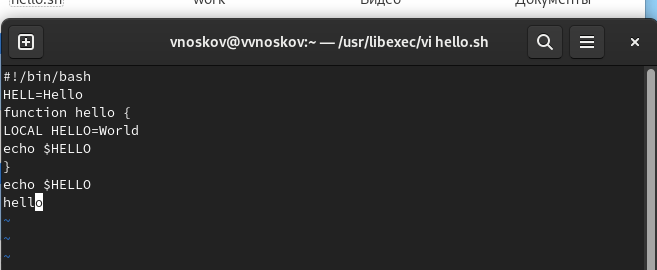 hello.sh
work
Видео
Документы
vnoskov@vvnoskov:~ — /usr/libexec/vi hello.sh
#!/bin/bash
HELL=Hello
function hello {
LOCAL HELLO=World
echo $HELLO
}
echo $HELLO
hello
~
~
~